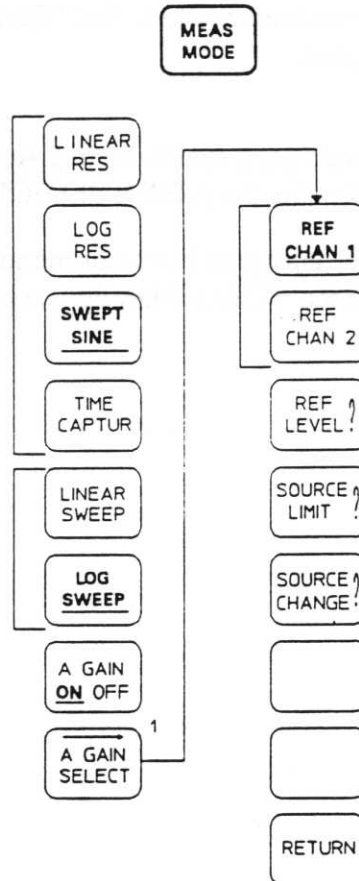 MEAS
MODE
LINEAR
RES
LOG
RES
SWEPT
SINE
TIME
CAPTUR
LINEAR
SWEEP
LOG
SWEEP
A GAIN
ON OFF
A GAIN
SELECT
1
REF
CHAN 1
REF
CHAN 2
REF
LEVEL?
SOURCE
LIMIT ?
SOURCE
CHANGE?
RETURN